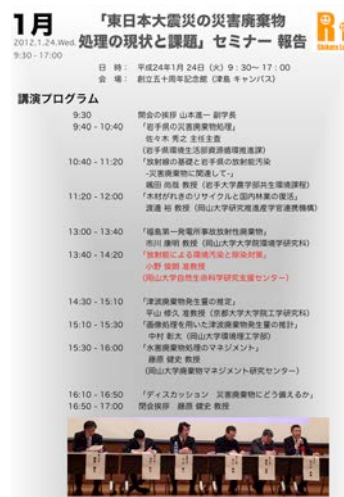 1月
「東日本大震災の災害廃棄物
2012.1.24.Wed. 処理の現状と課題」セミナー 報告
9:30 - 17:00
日 時： 平成24年1月 24日（火）9：30～ 17：00
会 場： 創立五十周年記念館（津島 キャンパス）
講演プログラム
9:30 開会の挨拶 山本進一 副学長
9:40 - 10:40 「岩手県の災害廃棄物処理」
佐々木 秀之 主任主査
（岩手県環境生活部資源循環推進課）
10:40 - 11:20 「放射線の基礎と岩手県の放射能汚染
-災害廃棄物に関連して-」
嶋田 尚哉 教授（岩手大学農学部共生環境課程）
11:20 - 12:00 「木材がれきのリサイクルと国内林業の復活」
渡邉 裕 教授（岡山大学研究推進産学官連携機構）
13:00 - 13:40 「福島第一発電所事故放射性廃棄物」
市川 康明 教授（岡山大学大学院環境学研究科）
13:40 - 14:20 「放射能による環境汚染と除染対策」
小野 俊朗 准教授
（岡山大学自然生命科学研究支援センター）
14:30 - 15:10 「津波廃棄物発生量の推定」
平山 修久 准教授（京都大学大学院工学研究科）
15:10 - 15:30 「画像処理を用いた津波廃棄物発生量の推計」
中村 彰太（岡山大学環境理工学部）
15:30 - 16:00 「水害廃棄物処理のマネジメント」
藤原 健史 教授
（岡山大学廃棄物マネジメント研究センター）
16:10 - 16:50 「ディスカッション 災害廃棄物にどう備えるか」
16:50 - 17:00 閉会挨拶 藤原 健史 教授